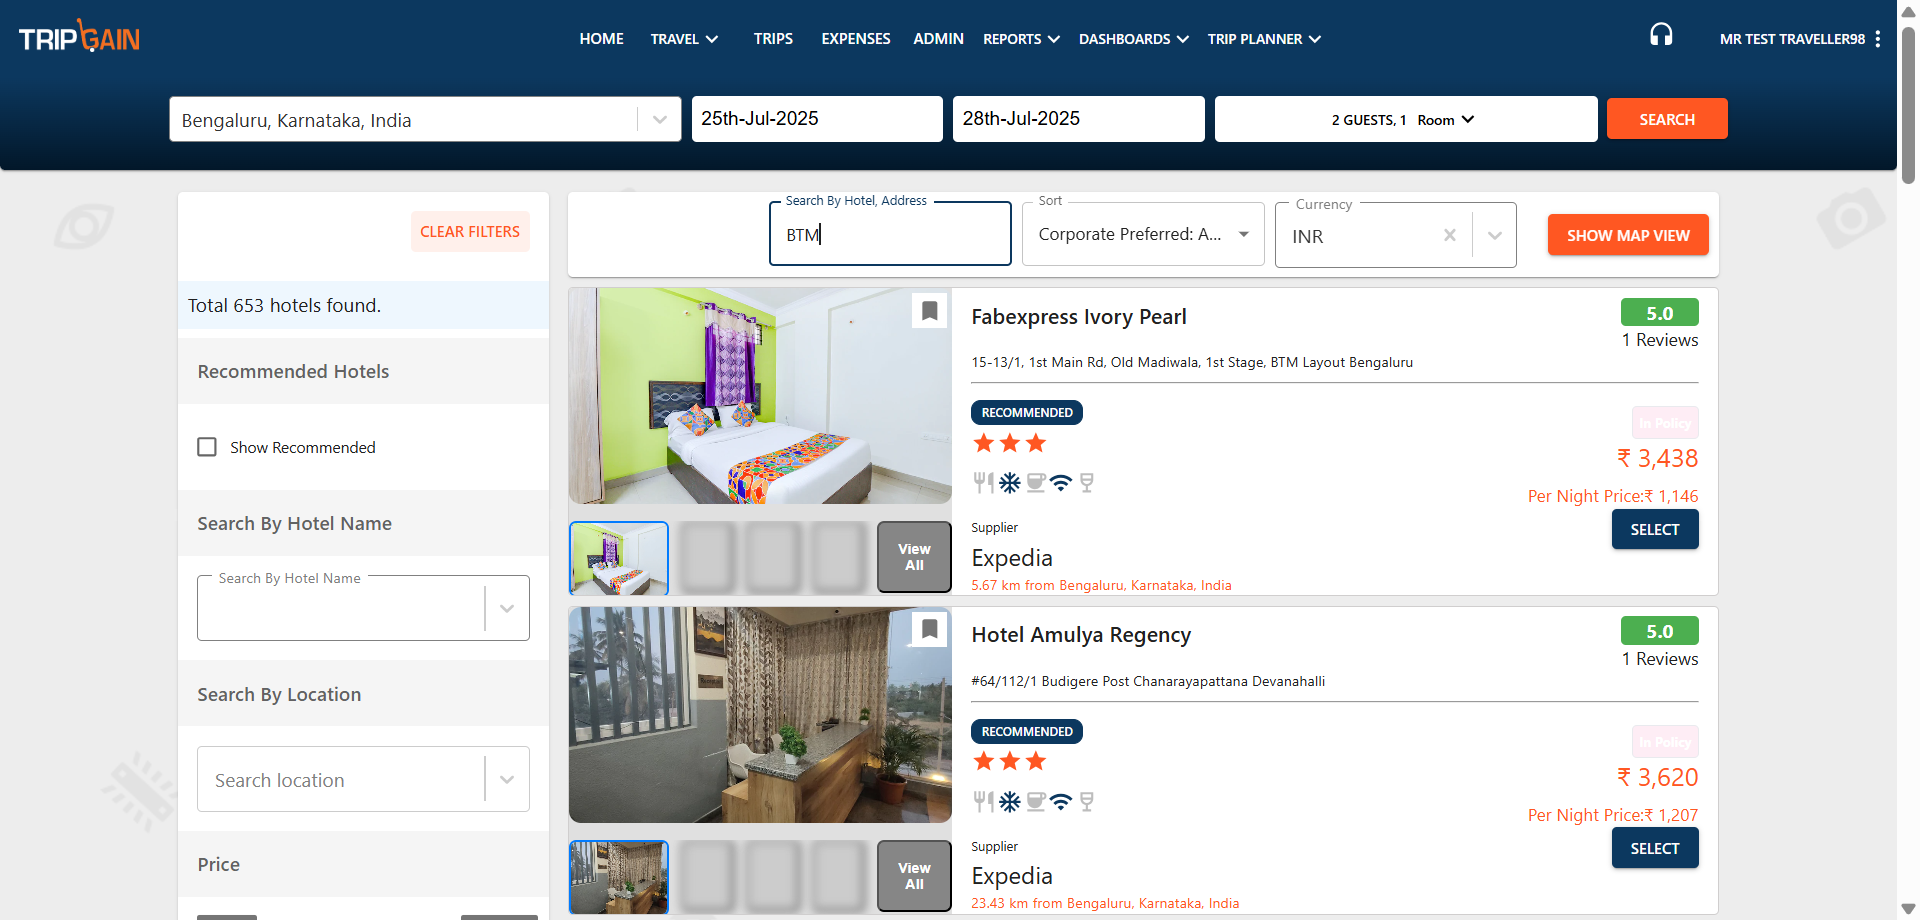 TRIPGAIN
HOME TRAVEL TRIPS EXPENSES ADMIN REPORTS DASHBOARDS TRIP PLANNER
MR TEST TRAVELLER98
Bengaluru, Karnataka, India
25th-Jul-2025
28th-Jul-2025
2 GUESTS, 1 Room
SEARCH
CLEAR FILTERS
Total 653 hotels found.
Recommended Hotels
Show Recommended
Search By Hotel Name
Search By Hotel Name
Search By Location
Search location
Price
Search By Hotel, Address
BTM
Sort
Corporate Preferred: A...
Currency
INR
SHOW MAP VIEW
Fabexpress Ivory Pearl
5.0
1 Reviews
15-13/1, 1st Main Rd, Old Madiwala, 1st Stage, BTM Layout Bengaluru
RECOMMENDED
In Policy
₹ 3,438
Per Night Price:₹ 1,146
SELECT
View
All
Supplier
Expedia
5.67 km from Bengaluru, Karnataka, India
Hotel Amulya Regency
5.0
1 Reviews
#64/112/1 Budigere Post Chanarayapattana Devanahalli
RECOMMENDED
In Policy
₹ 3,620
Per Night Price:₹ 1,207
SELECT
View
All
Supplier
Expedia
23.43 km from Bengaluru, Karnataka, India